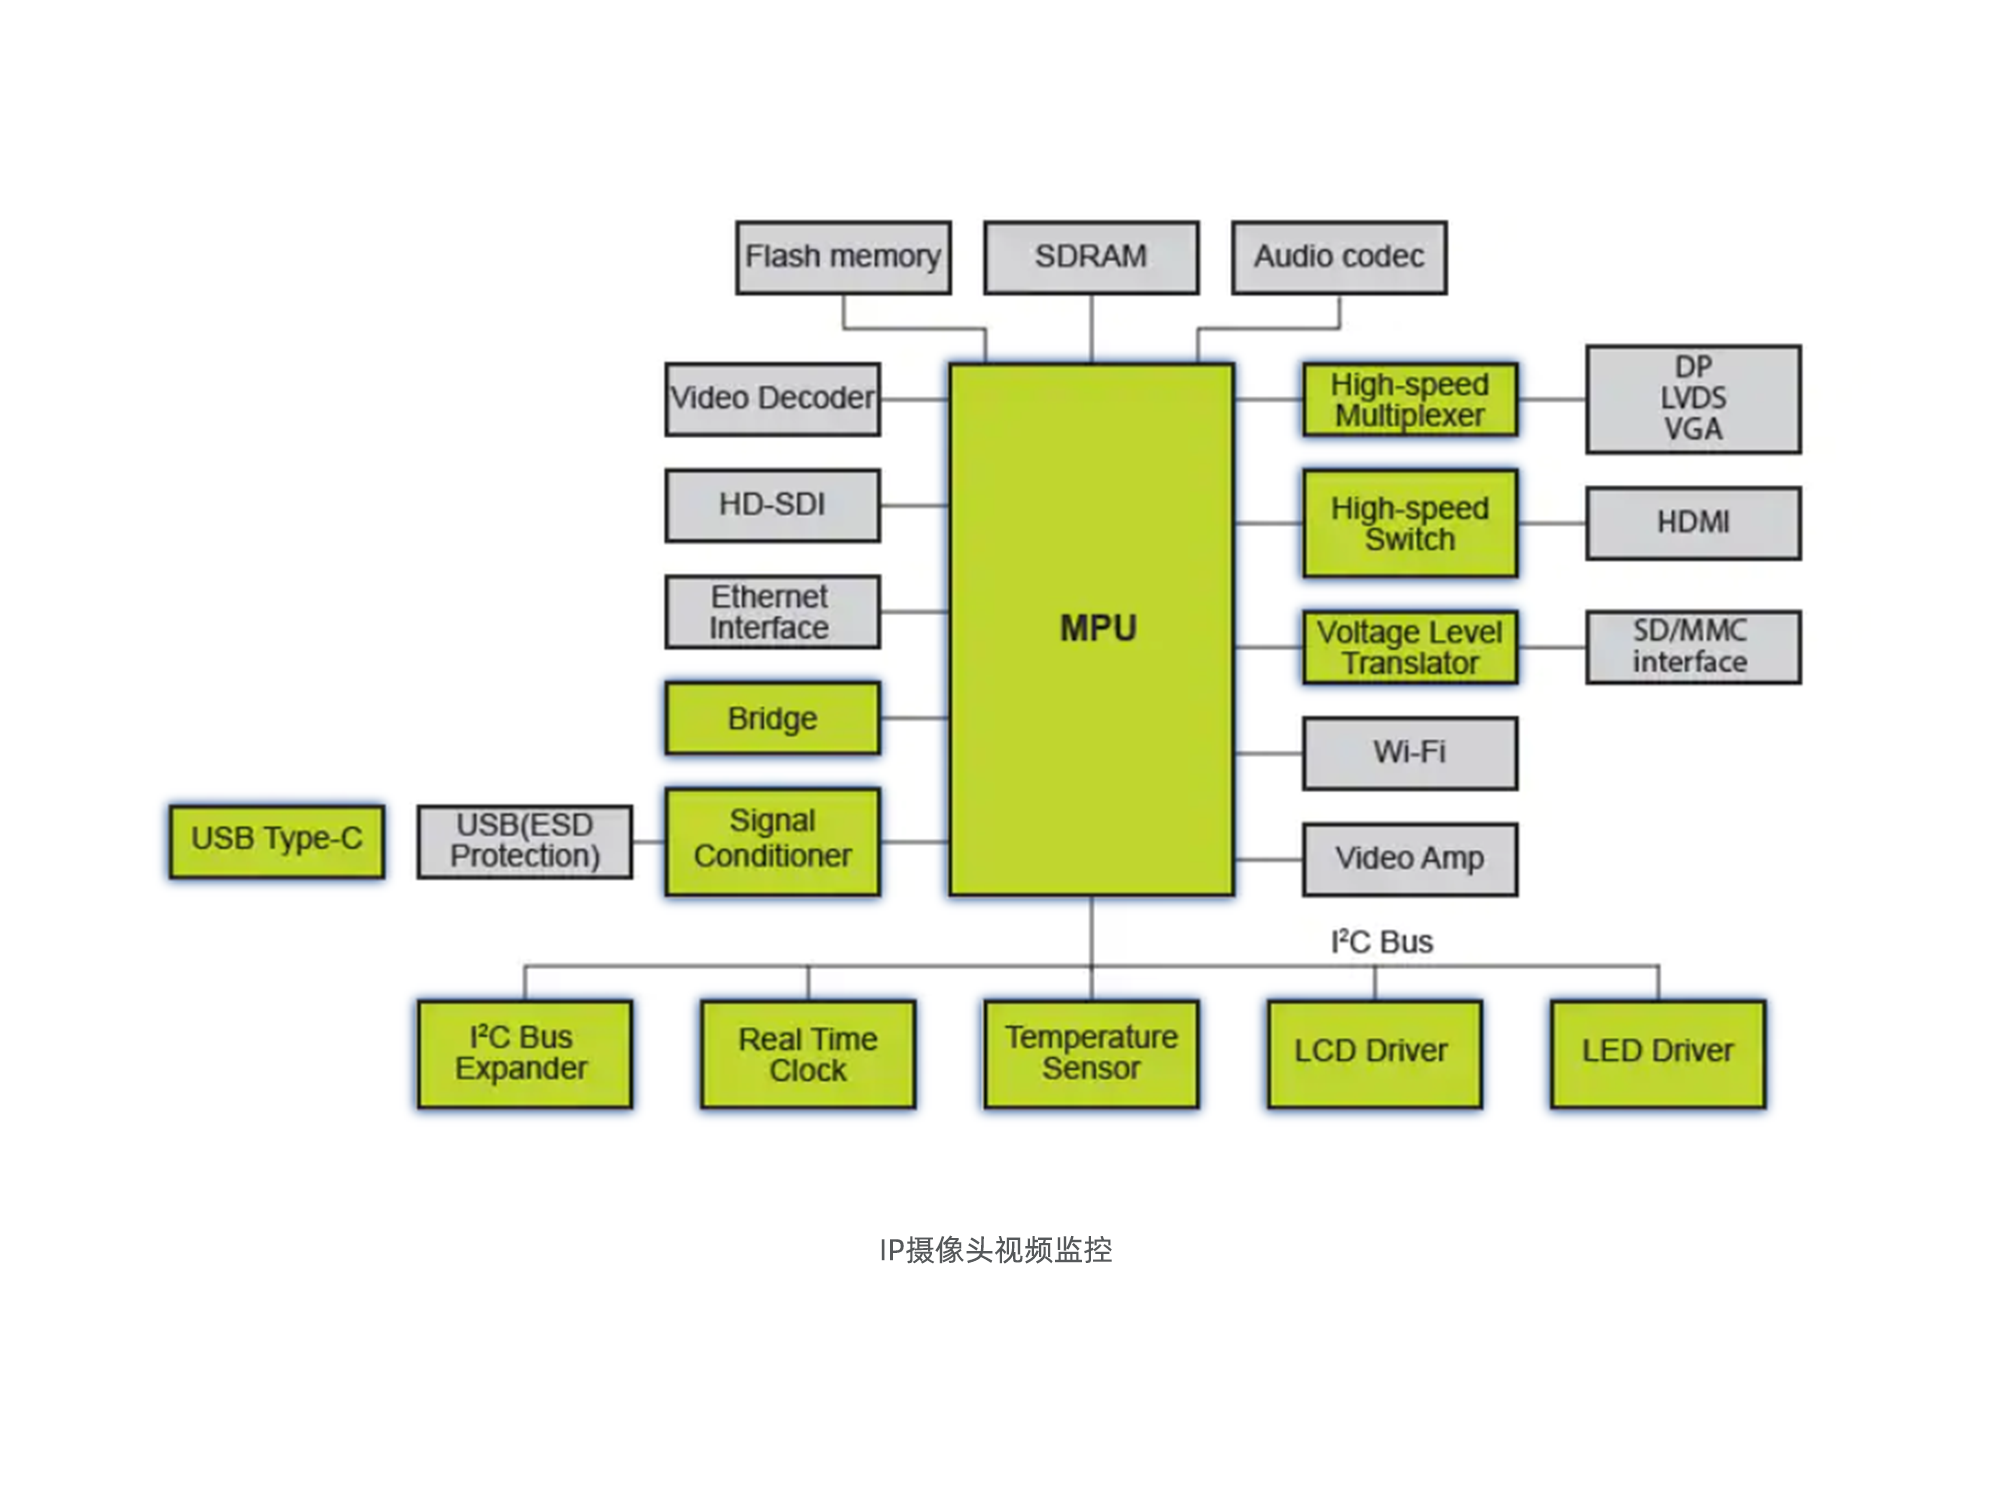 Flash memory
SDRAM
Audio codec
Video Decoder
High-speed
Multiplexer
DP
LVDS
VGA
HD-SDI
High-speed
Switch
HDMI
Ethernet
Interface
MPU
Voltage Level
Translator
SD/MMC
interface
Bridge
Wi-Fi
USB Type-C
USB(ESD
Protection)
Signal
Conditioner
Video Amp
I²C Bus
I²C Bus
Expander
Real Time
Clock
Temperature
Sensor
LCD Driver
LED Driver
IP摄像头视频监控